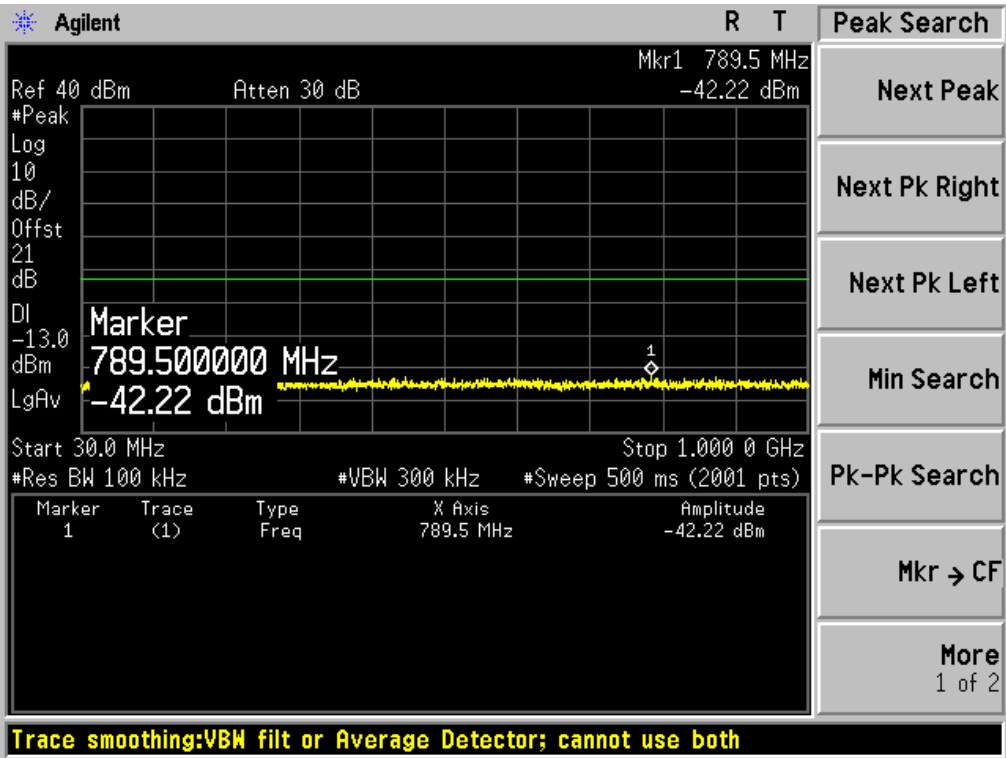 Agilent R T Peak Search
Mkr1 789.5 MHz
Ref 40 dBm Atten 30 dB -42.22 dBm
#Peak
Log
10
dB/
Offst
21
dB
DI
-13.0
dBm
LgAv
Marker
789.500000 MHz
-42.22 dBm
1
Start 30.0 MHz Stop 1.000 0 GHz
#Res BW 100 kHz #VBW 300 kHz #Sweep 500 ms (2001 pts)
Marker Trace Type X Axis Amplitude
1 (1) Freq 789.5 MHz -42.22 dBm
Next Peak
Next Pk Right
Next Pk Left
Min Search
Pk-Pk Search
Mkr → CF
More
1 of 2
Trace smoothing:VBW filt or Average Detector; cannot use both